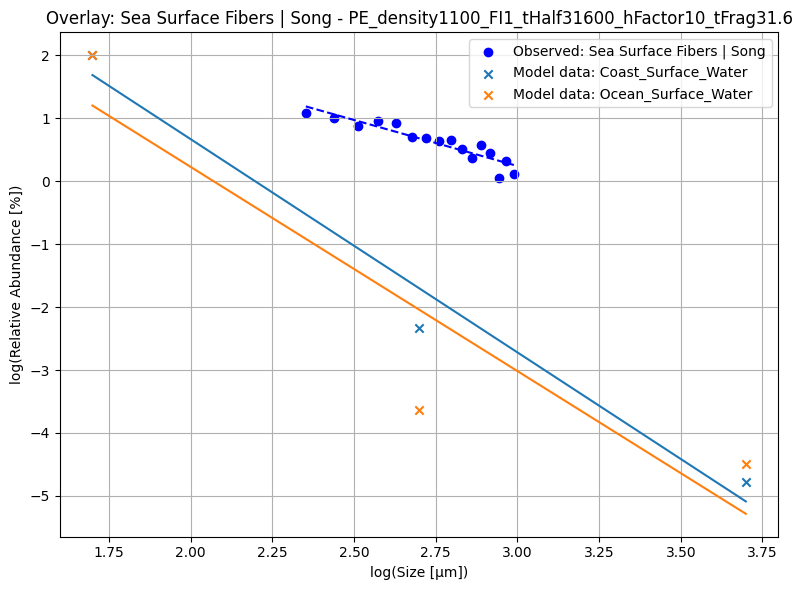 Overlay: Sea Surface Fibers | Song - PE_density1100_FI1_tHalf31600_hFactor10_tFrag31.6
Observed: Sea Surface Fibers | Song
Model data: Coast_Surface_Water
Model data: Ocean_Surface_Water
log(Relative Abundance [%])
2
1
0
−1
−2
−3
−4
−5
1.75 2.00 2.25 2.50 2.75 3.00 3.25 3.50 3.75
log(Size [µm])